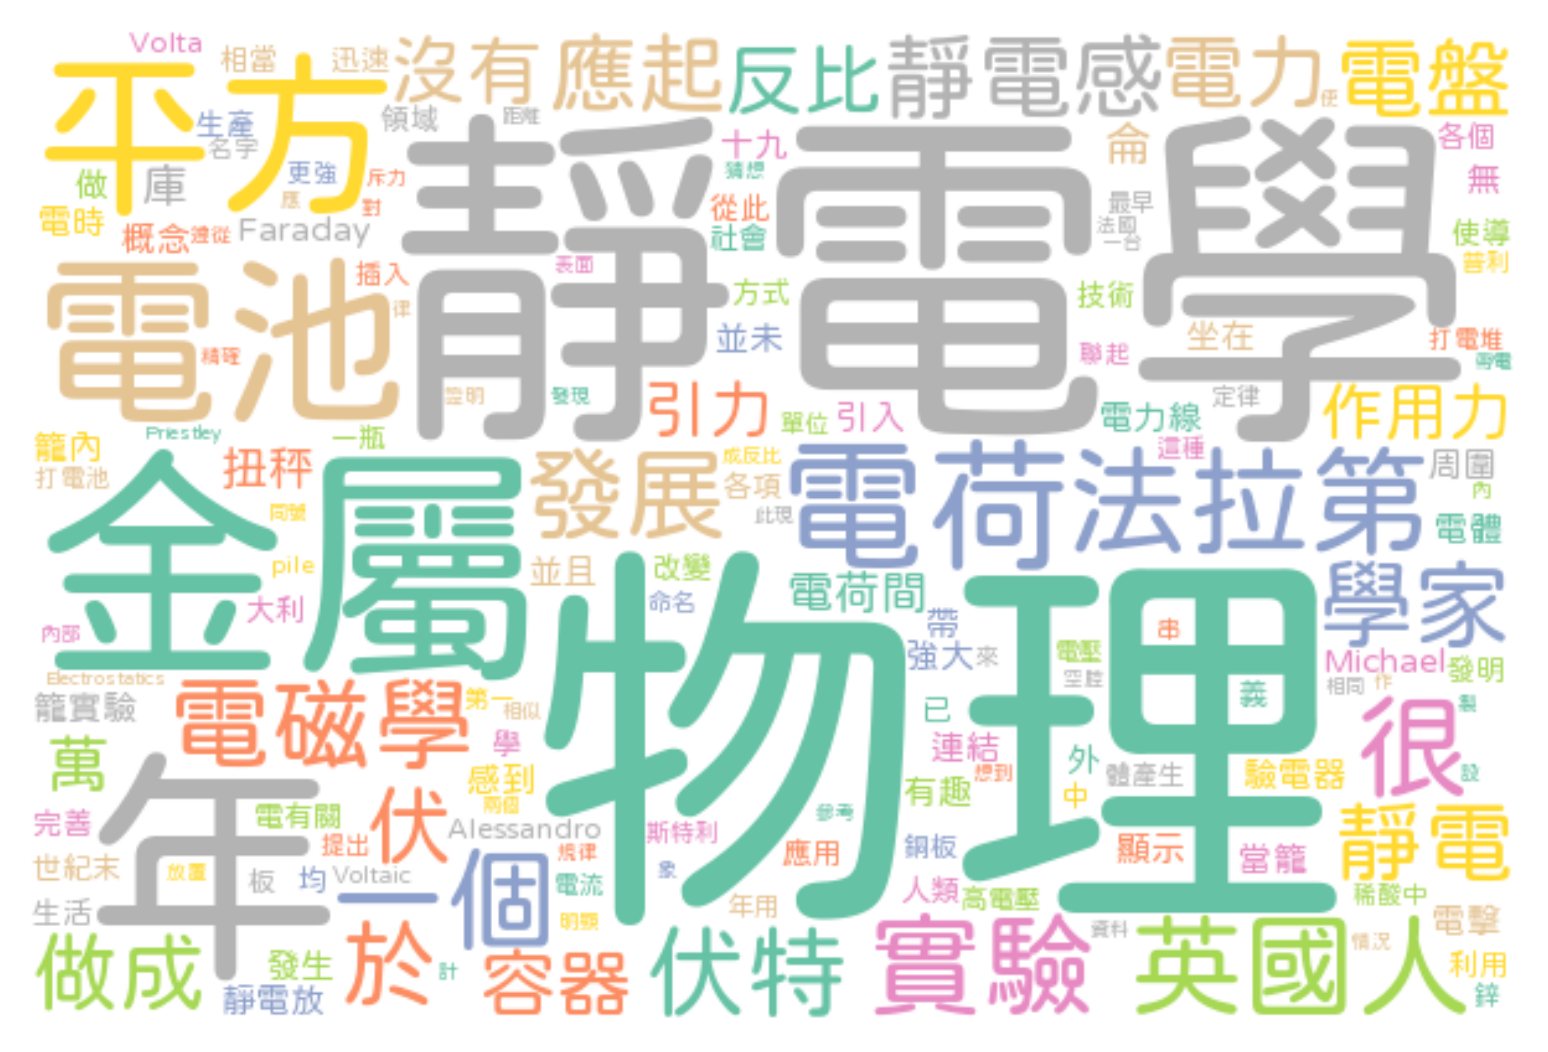 Volta
相當
迅速
沒有
應起
反比
靜電感
電力
使
電盤
平方
生產
名字
領域
距離
十九
猜想
侖
各個
無
做
庫
更強
斥力
應
對
電時
概念
Faraday
從此
社會
最早
法國
一台
使導
普利
靜電學
電池
插入
律
精確
表面
方式
並未
技術
聯起
坐在
打電堆
發現
引力
單位
引入
電力線
定律
作用力
Priestley
一瓶
籠內
打電池
扭秤
成反比
各項
此現
這種
周圍
內
電體
金屬
同號
pile
大利
內部
發展
電荷法拉第
並且
改變
命名
電荷間
帶
強大
來
電壓
空腔
串
義
學家
Michael
發明
相同
作
Electrostatics
籠實驗
電磁學
第一
相似
學
物理
已
連結
想到
外
中
體產生
驗電器
很
設
萬
年
電有關
感到
兩個
伏
有趣
參考
靜電
完善
提出
Alessandro
規律
斯特利
應用
銅板
顯示
當籠
世紀末
放置
板
均
Voltaic
一個
電流
象
人類
高電壓
稀酸中
生活
年用
明顯
資料
情況
電擊
做成
發生
靜電放
於
計
容器
伏特
實驗
英國人
利用
鋅